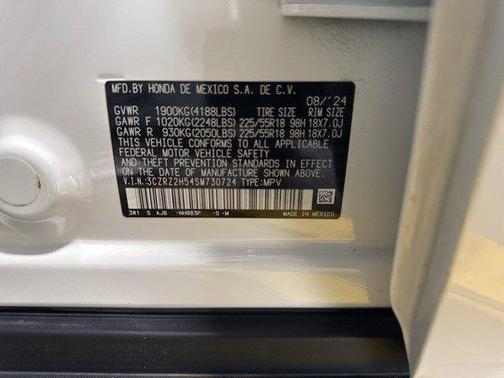 MFD.BY HONDA DE MEXICO S.A. DE C.V.
08/'24
GVWR 1900KG(4188LBS) TIRE SIZE RIM SIZE
GAWR F 1020KG(2248LBS) 225/55R18 98H 18X7.0J
GAWR R 930KG(2050LBS) 225/55R18 98H 18X7.0J
THIS VEHICLE CONFORMS TO ALL APPLICABLE
FEDERAL MOTOR VEHICLE SAFETY
AND THEFT PREVENTION STANDARDS IN EFFECT
ON THE DATE OF MANUFACTURE SHOWN ABOVE.
V.I.N.:3CZRZ2H54SM730724 TYPE:MPV
3W1 S AJ6 -NH883P -S -M MADE IN MEXICO